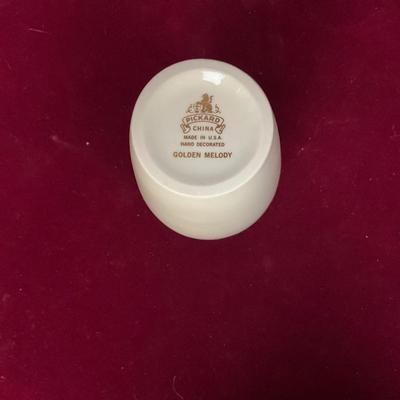 PICKARD
CHINA
MADE IN U.S.A.
HAND DECORATED
GOLDEN MELODY